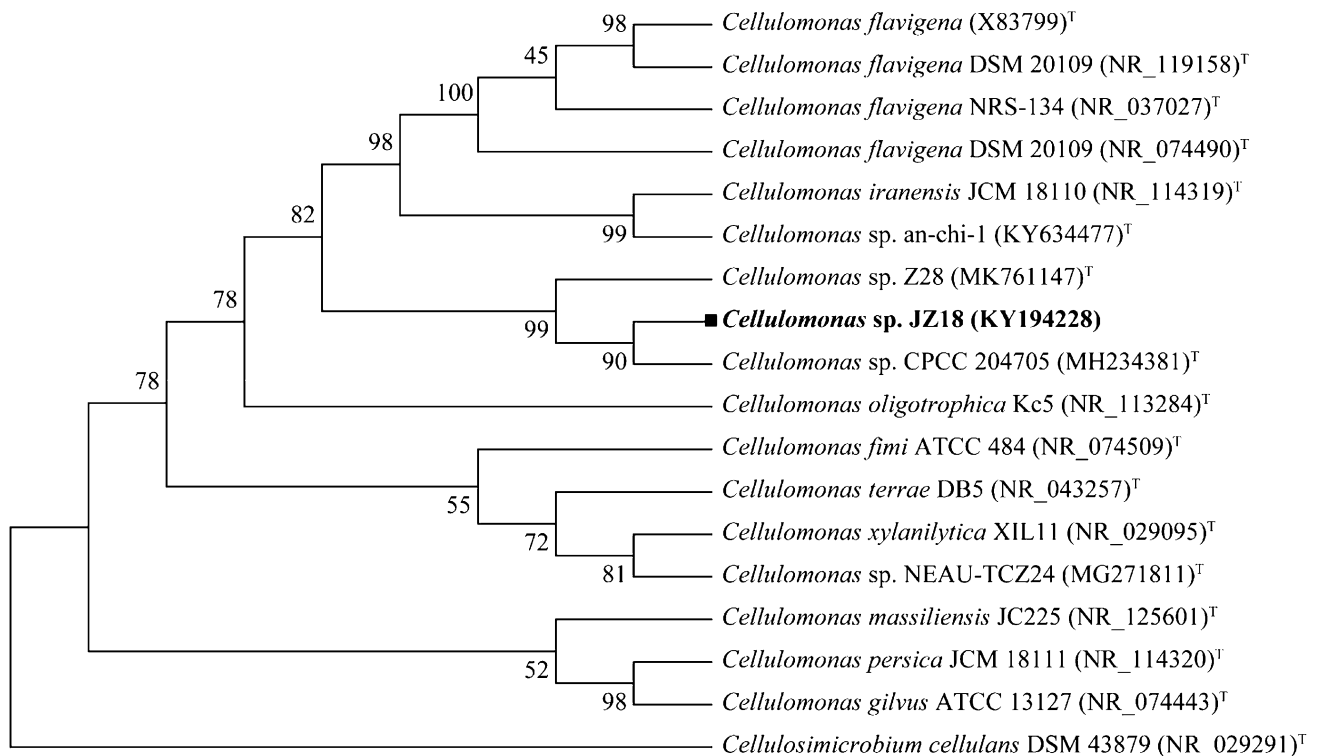 98 Cellulomonas flavigena (X83799)T
45 Cellulomonas flavigena DSM 20109 (NR_119158)T
100 Cellulomonas flavigena NRS-134 (NR_037027)T
98 Cellulomonas flavigena DSM 20109 (NR_074490)T
Cellulomonas iranensis JCM 18110 (NR_114319)T
82 99 Cellulomonas sp. an-chi-1 (KY634477)T
Cellulomonas sp. Z28 (MK761147)T
78 99 Cellulomonas sp. JZ18 (KY194228)
90 Cellulomonas sp. CPCC 204705 (MH234381)T
78 Cellulomonas oligotrophica Kc5 (NR_113284)T
Cellulomonas fimi ATCC 484 (NR_074509)T
55 Cellulomonas terrae DB5 (NR_043257)T
72 Cellulomonas xylanilytica XIL11 (NR_029095)T
81 Cellulomonas sp. NEAU-TCZ24 (MG271811)T
Cellulomonas massiliensis JC225 (NR_125601)T
52 Cellulomonas persica JCM 18111 (NR_114320)T
98 Cellulomonas gilvus ATCC 13127 (NR_074443)T
Cellulosimicrobium cellulans DSM 43879 (NR_029291)T